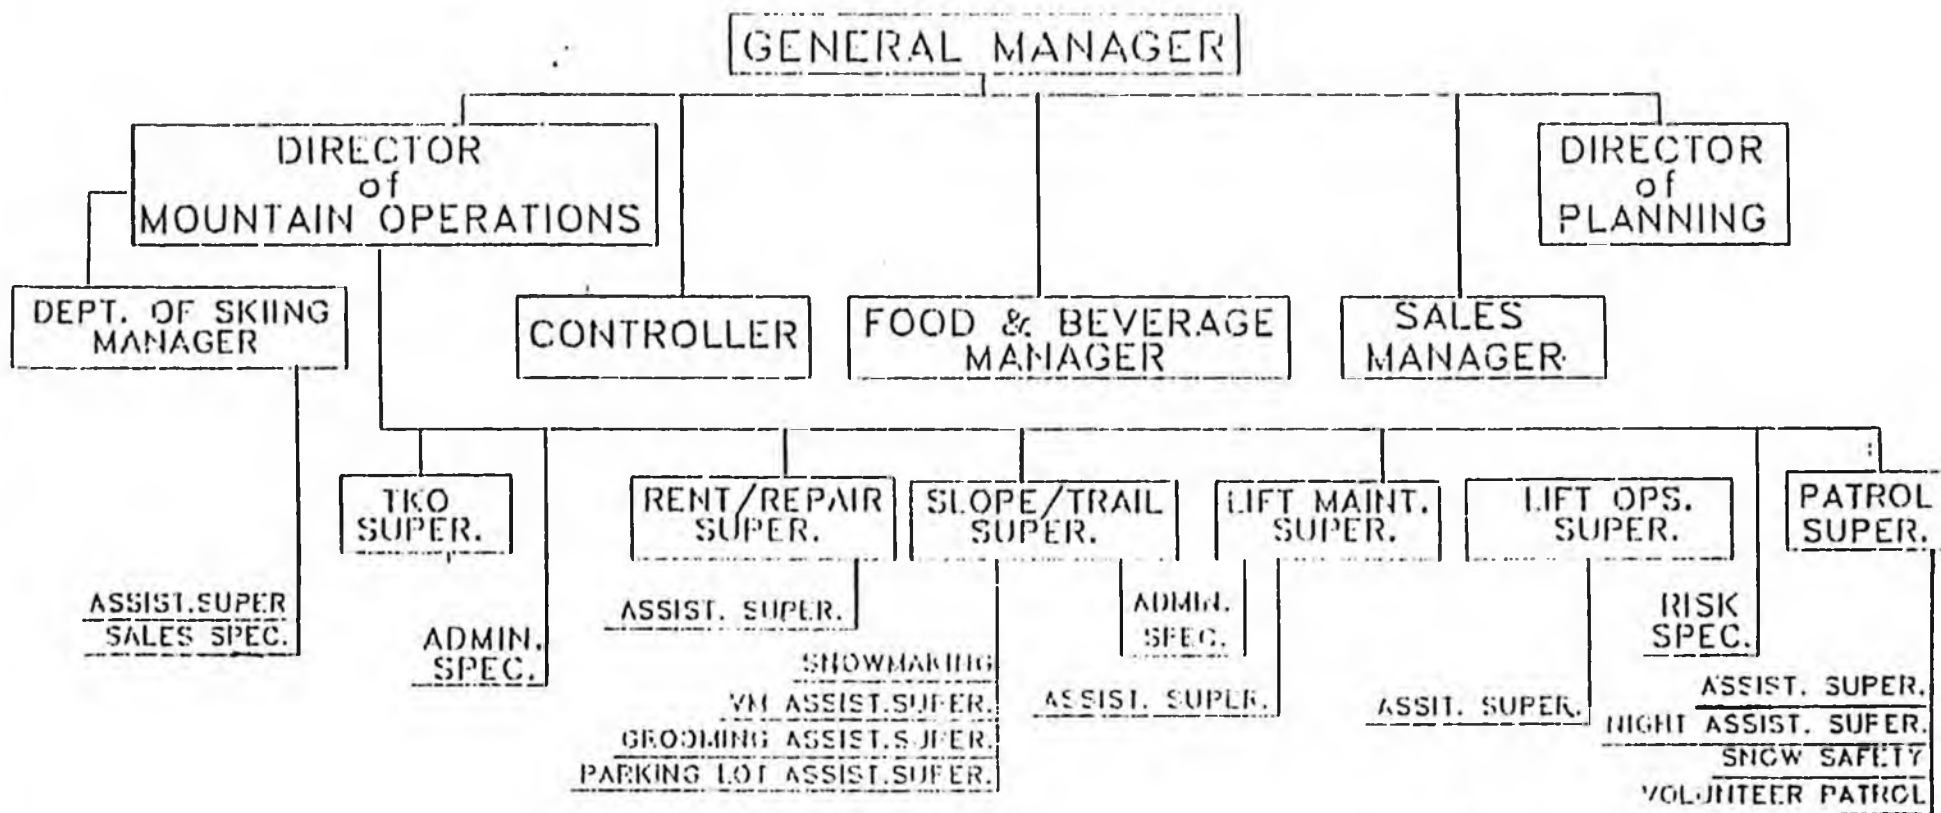 GENERAL MANAGER
DIRECTOR
of
MOUNTAIN OPERATIONS
DIRECTOR
of
PLANNING
DEPT. OF SKIING
MANAGER
CONTROLLER
FOOD & BEVERAGE
MANAGER
SALES
MANAGER
TKO
SUPER.
RENT/REPAIR
SUPER.
SLOPE/TRAIL
SUPER.
LIFT MAINT.
SUPER.
LIFT OPS.
SUPER.
PATROL
SUPER.
ASSIST.SUPER
SALES SPEC.
ADMIN.
SPEC.
ASSIST. SUPER.
SNOWMAKING
VM ASSIST.SUPER.
GROOMING ASSIST.SUPER.
PARKING LOT ASSIST.SUPER.
ADMIN.
SPEC.
ASSIST. SUPER.
ASSIT. SUPER.
RISK
SPEC.
ASSIST. SUPER.
NIGHT ASSIST. SUPER.
SNOW SAFETY
VOLUNTEER PATROL